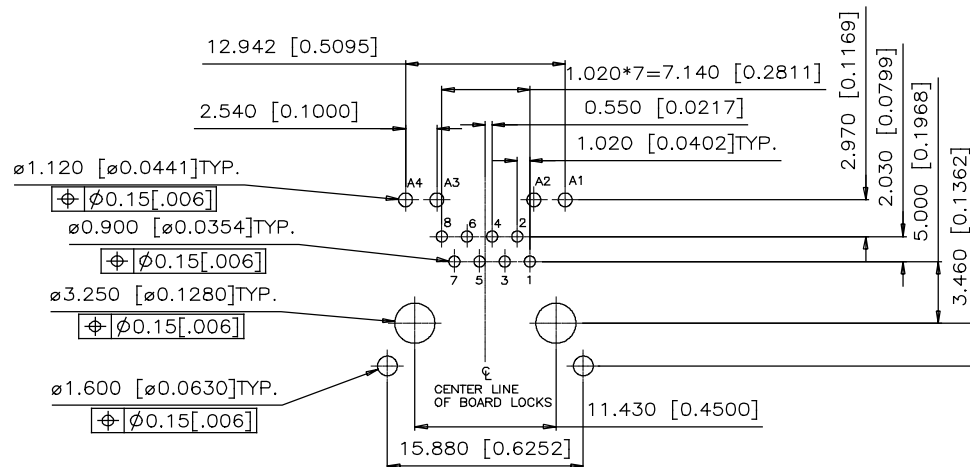 12.942 [0.5095]
1.020*7=7.140 [0.2811]
2.540 [0.1000]
0.550 [0.0217]
1.020 [0.0402]TYP.
2.970 [0.1169]
2.030 [0.0799]
5.000 [0.1968]
3.460 [0.1362]
ø1.120 [ø0.0441]TYP.
⌖ Ø0.15[.006]
A4 A3 A2 A1
ø0.900 [ø0.0354]TYP.
⌖ Ø0.15[.006]
8 6 4 2
7 5 3 1
ø3.250 [ø0.1280]TYP.
⌖ Ø0.15[.006]
ø1.600 [ø0.0630]TYP.
⌖ Ø0.15[.006]
℄
CENTER LINE
OF BOARD LOCKS
11.430 [0.4500]
15.880 [0.6252]